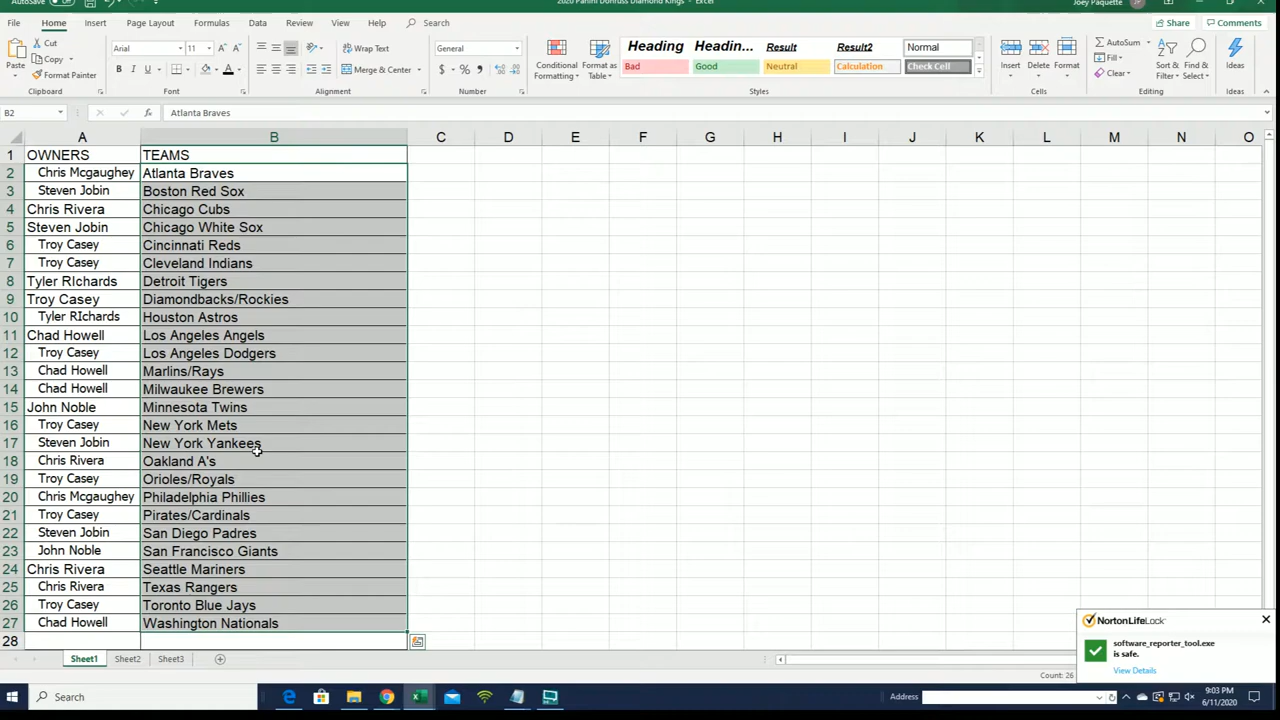 AutoSave Off
2020 Panini Donruss Diamond Kings - Excel
Joey Paquette JP
File Home Insert Page Layout Formulas Data Review View Help Search Share Comments
Paste Cut Copy Format Painter Clipboard
Arial 11 A A B I U A Font
Wrap Text Merge & Center Alignment
General $ % Number
Conditional Formatting Format as Table
Heading Headin... Result Result2 Normal
Bad Good Neutral Calculation Check Cell
Styles
Insert Delete Format Cells
AutoSum Fill Clear Sort & Filter Find & Select Editing
Ideas Ideas
B2 fx Atlanta Braves
A B C D E F G H I J K L M N O
1 OWNERS TEAMS
2 Chris Mcgaughey Atlanta Braves
3 Steven Jobin Boston Red Sox
4 Chris Rivera Chicago Cubs
5 Steven Jobin Chicago White Sox
6 Troy Casey Cincinnati Reds
7 Troy Casey Cleveland Indians
8 Tyler RIchards Detroit Tigers
9 Troy Casey Diamondbacks/Rockies
10 Tyler RIchards Houston Astros
11 Chad Howell Los Angeles Angels
12 Troy Casey Los Angeles Dodgers
13 Chad Howell Marlins/Rays
14 Chad Howell Milwaukee Brewers
15 John Noble Minnesota Twins
16 Troy Casey New York Mets
17 Steven Jobin New York Yankees
18 Chris Rivera Oakland A's
19 Troy Casey Orioles/Royals
20 Chris Mcgaughey Philadelphia Phillies
21 Troy Casey Pirates/Cardinals
22 Steven Jobin San Diego Padres
23 John Noble San Francisco Giants
24 Chris Rivera Seattle Mariners
25 Chris Rivera Texas Rangers
26 Troy Casey Toronto Blue Jays
27 Chad Howell Washington Nationals
28
NortonLifeLock
software_reporter_tool.exe
is safe.
View Details
Sheet1 Sheet2 Sheet3
Count: 26
Search
Address
9:03 PM
6/11/2020